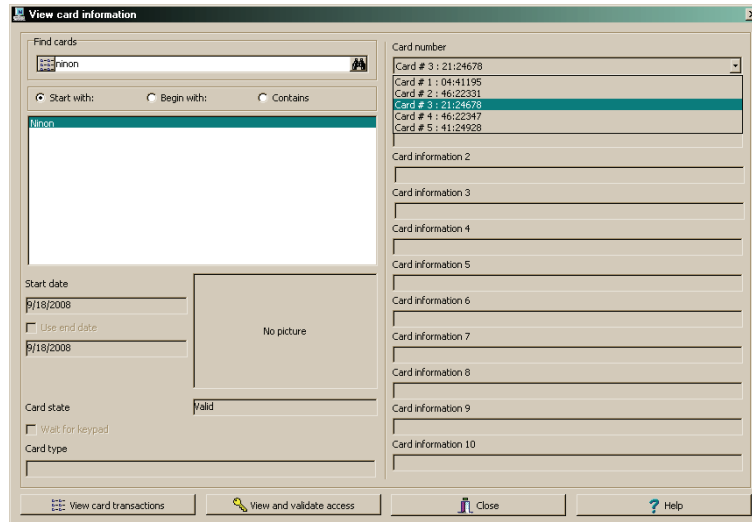 View card information
Find cards
ninon
Start with:
Begin with:
Contains
Ninon
Start date
9/18/2008
Use end date
9/18/2008
No picture
Card state
Valid
Wait for keypad
Card type
Card number
Card # 3 : 21:24678
Card # 1 : 04:41195
Card # 2 : 46:22331
Card # 3 : 21:24678
Card # 4 : 46:22347
Card # 5 : 41:24928
Card information 2
Card information 3
Card information 4
Card information 5
Card information 6
Card information 7
Card information 8
Card information 9
Card information 10
View card transactions
View and validate access
Close
Help